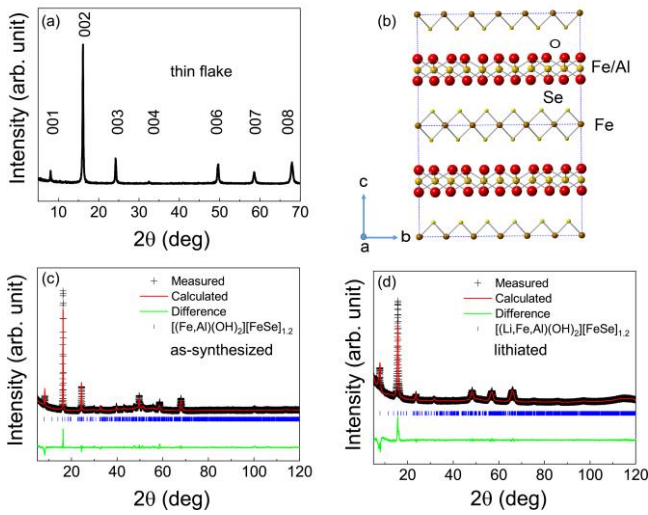 (a)
002
thin flake
001
003
004
006
007
008
Intensity (arb. unit)
10 20 30 40 50 60 70
2θ (deg)
(b)
O
Fe/Al
Se
Fe
c
a
b
(c)
Measured
Calculated
Difference
[(Fe,Al)(OH)₂][FeSe]₁.₂
as-synthesized
Intensity (arb. unit)
0 20 40 60 80 100 120
2θ (deg)
(d)
Measured
Calculated
Difference
[(Li,Fe,Al)(OH)₂][FeSe]₁.₂
lithiated
Intensity (arb. unit)
20 40 60 80 100 120
2θ (deg)